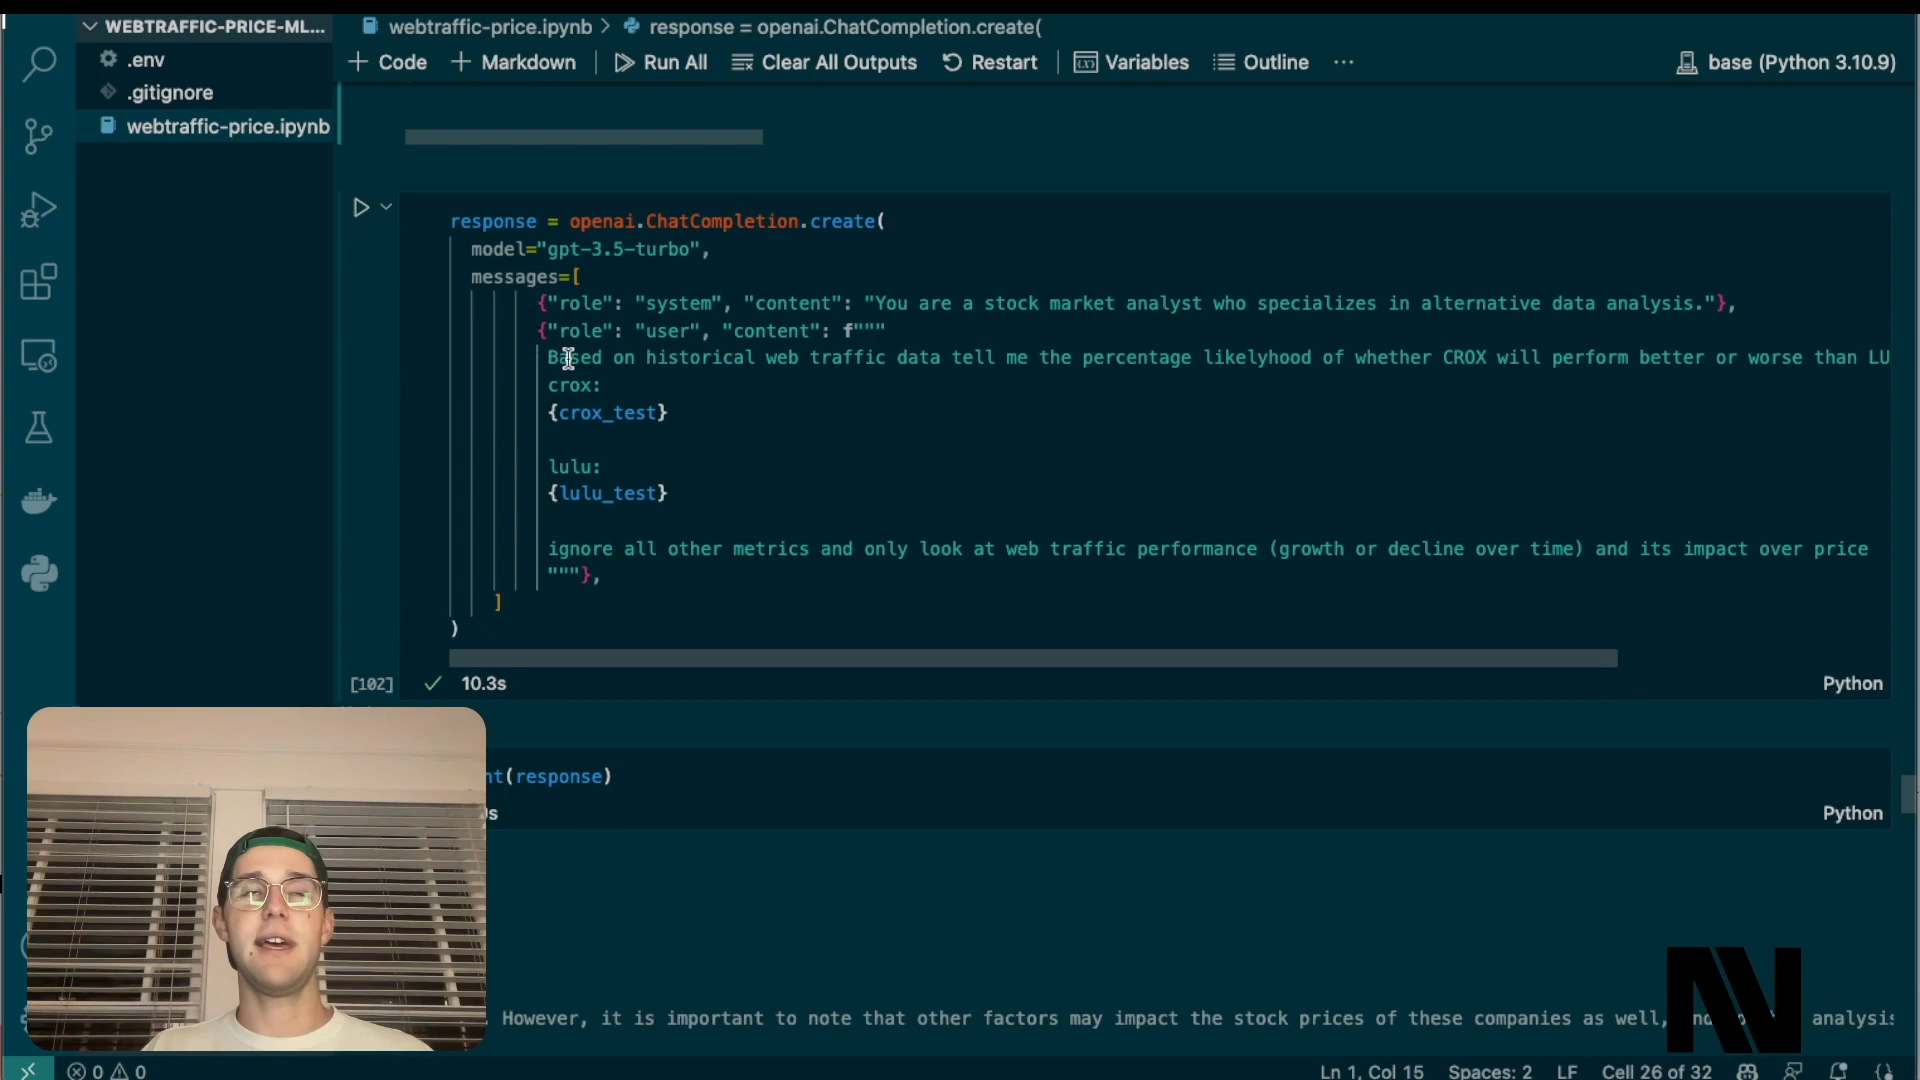 WEBTRAFFIC-PRICE-ML...
.env
.gitignore
webtraffic-price.ipynb
webtraffic-price.ipynb > response = openai.ChatCompletion.create(
+ Code + Markdown Run All Clear All Outputs Restart Variables Outline ...
base (Python 3.10.9)
response = openai.ChatCompletion.create(
model="gpt-3.5-turbo",
messages=[
{"role": "system", "content": "You are a stock market analyst who specializes in alternative data analysis."},
{"role": "user", "content": f"""
Based on historical web traffic data tell me the percentage likelyhood of whether CROX will perform better or worse than LU
crox:
{crox_test}
lulu:
{lulu_test}
ignore all other metrics and only look at web traffic performance (growth or decline over time) and its impact over price
"""},
]
)
[102] 10.3s Python
nt(response)
s Python
However, it is important to note that other factors may impact the stock prices of these companies as well, analysis
N
0 0
Ln 1, Col 15 Spaces: 2 LF Cell 26 of 32